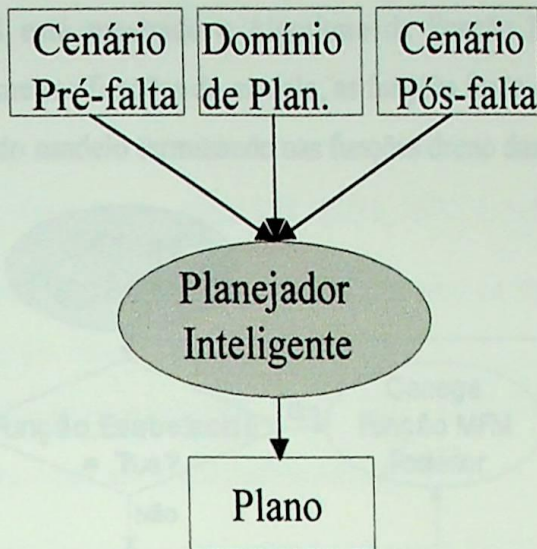 Cenário
Pré-falta
Domínio
de Plan.
Cenário
Pós-falta
Planejador
Inteligente
Plano